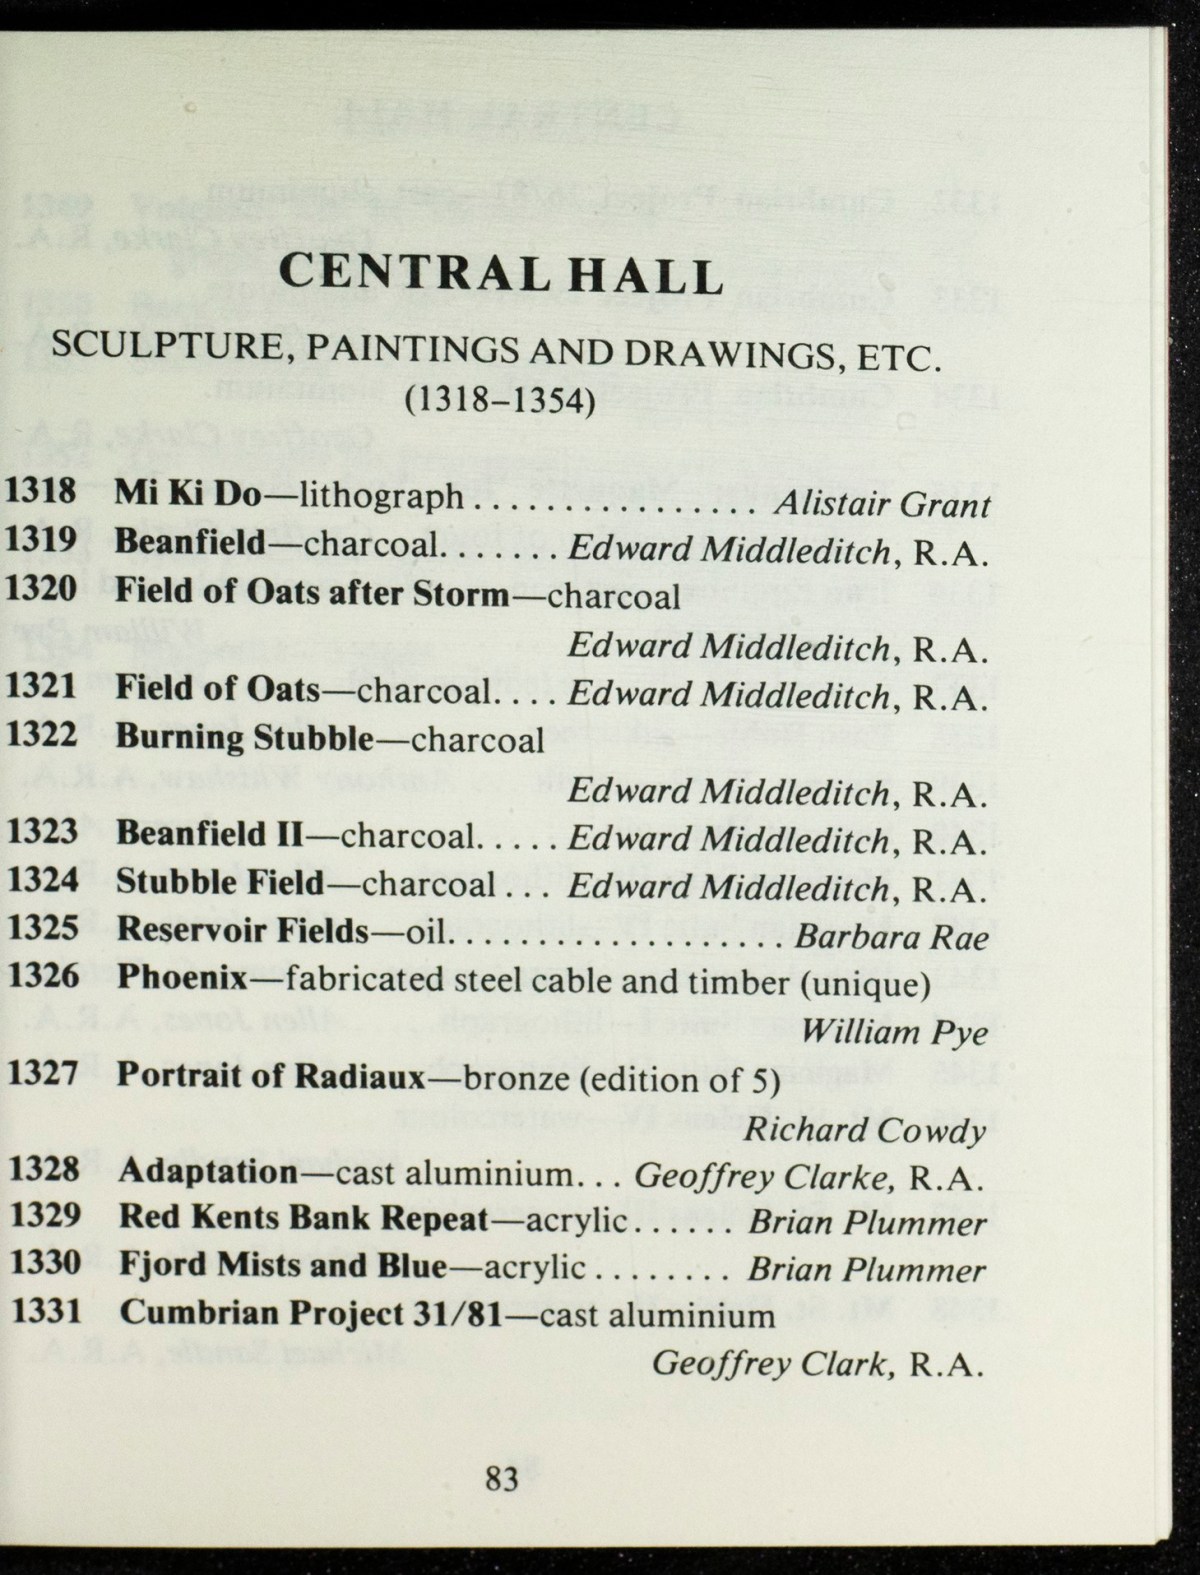 CENTRAL HALL
SCULPTURE, PAINTINGS AND DRAWINGS, ETC.
(1318–1354)
1318 Mi Ki Do—lithograph . . . . . . . . . . . . . . . . . Alistair Grant
1319 Beanfield—charcoal. . . . . . . Edward Middleditch, R.A.
1320 Field of Oats after Storm—charcoal
Edward Middleditch, R.A.
1321 Field of Oats—charcoal. . . . Edward Middleditch, R.A.
1322 Burning Stubble—charcoal
Edward Middleditch, R.A.
1323 Beanfield II—charcoal. . . . . Edward Middleditch, R.A.
1324 Stubble Field—charcoal . . . Edward Middleditch, R.A.
1325 Reservoir Fields—oil. . . . . . . . . . . . . . . . . . . . Barbara Rae
1326 Phoenix—fabricated steel cable and timber (unique)
William Pye
1327 Portrait of Radiaux—bronze (edition of 5)
Richard Cowdy
1328 Adaptation—cast aluminium. . . Geoffrey Clarke, R.A.
1329 Red Kents Bank Repeat—acrylic. . . . . . Brian Plummer
1330 Fjord Mists and Blue—acrylic . . . . . . . . Brian Plummer
1331 Cumbrian Project 31/81—cast aluminium
Geoffrey Clark, R.A.
83